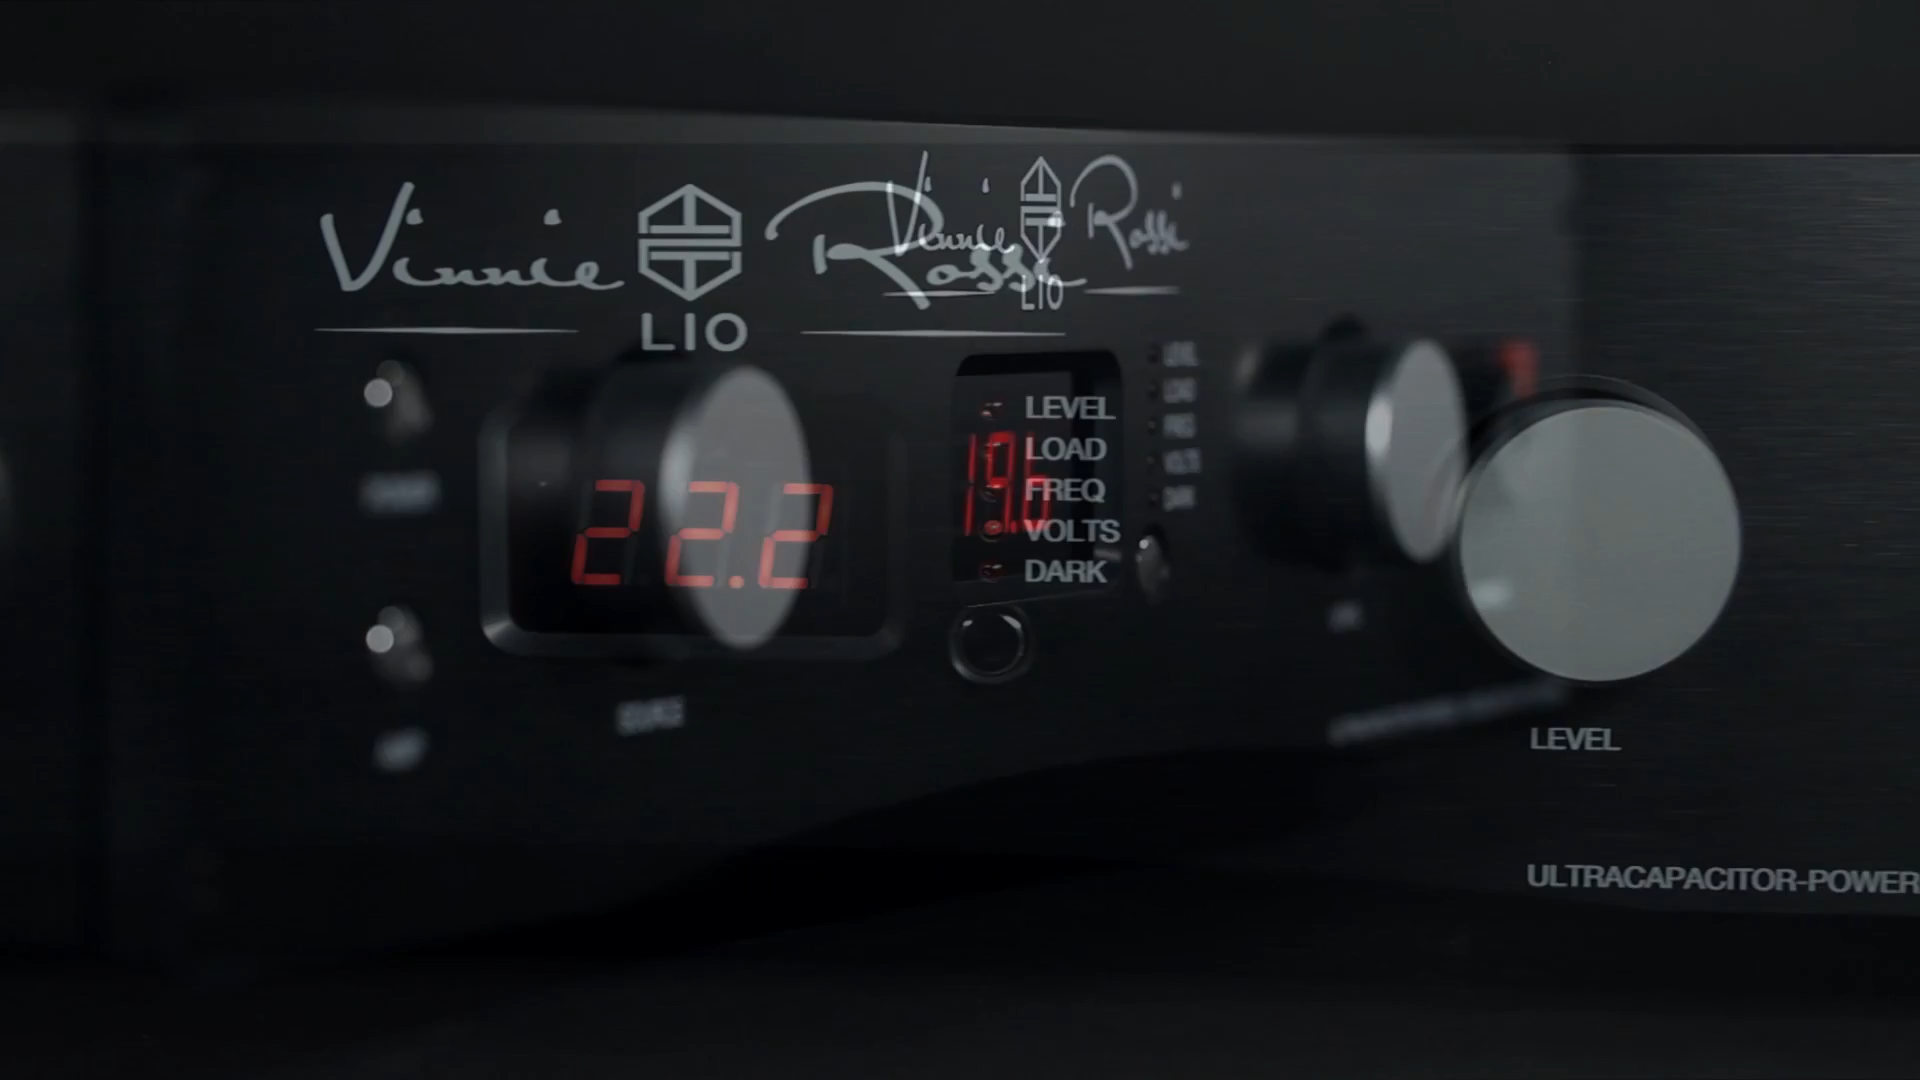 Vinnie Rossi
LIO
Vinnie Rossi
LIO
LEVEL
LOAD
FREQ
VOLTS
DARK
22.2
19.6
LEVEL
ULTRACAPACITOR-POWER